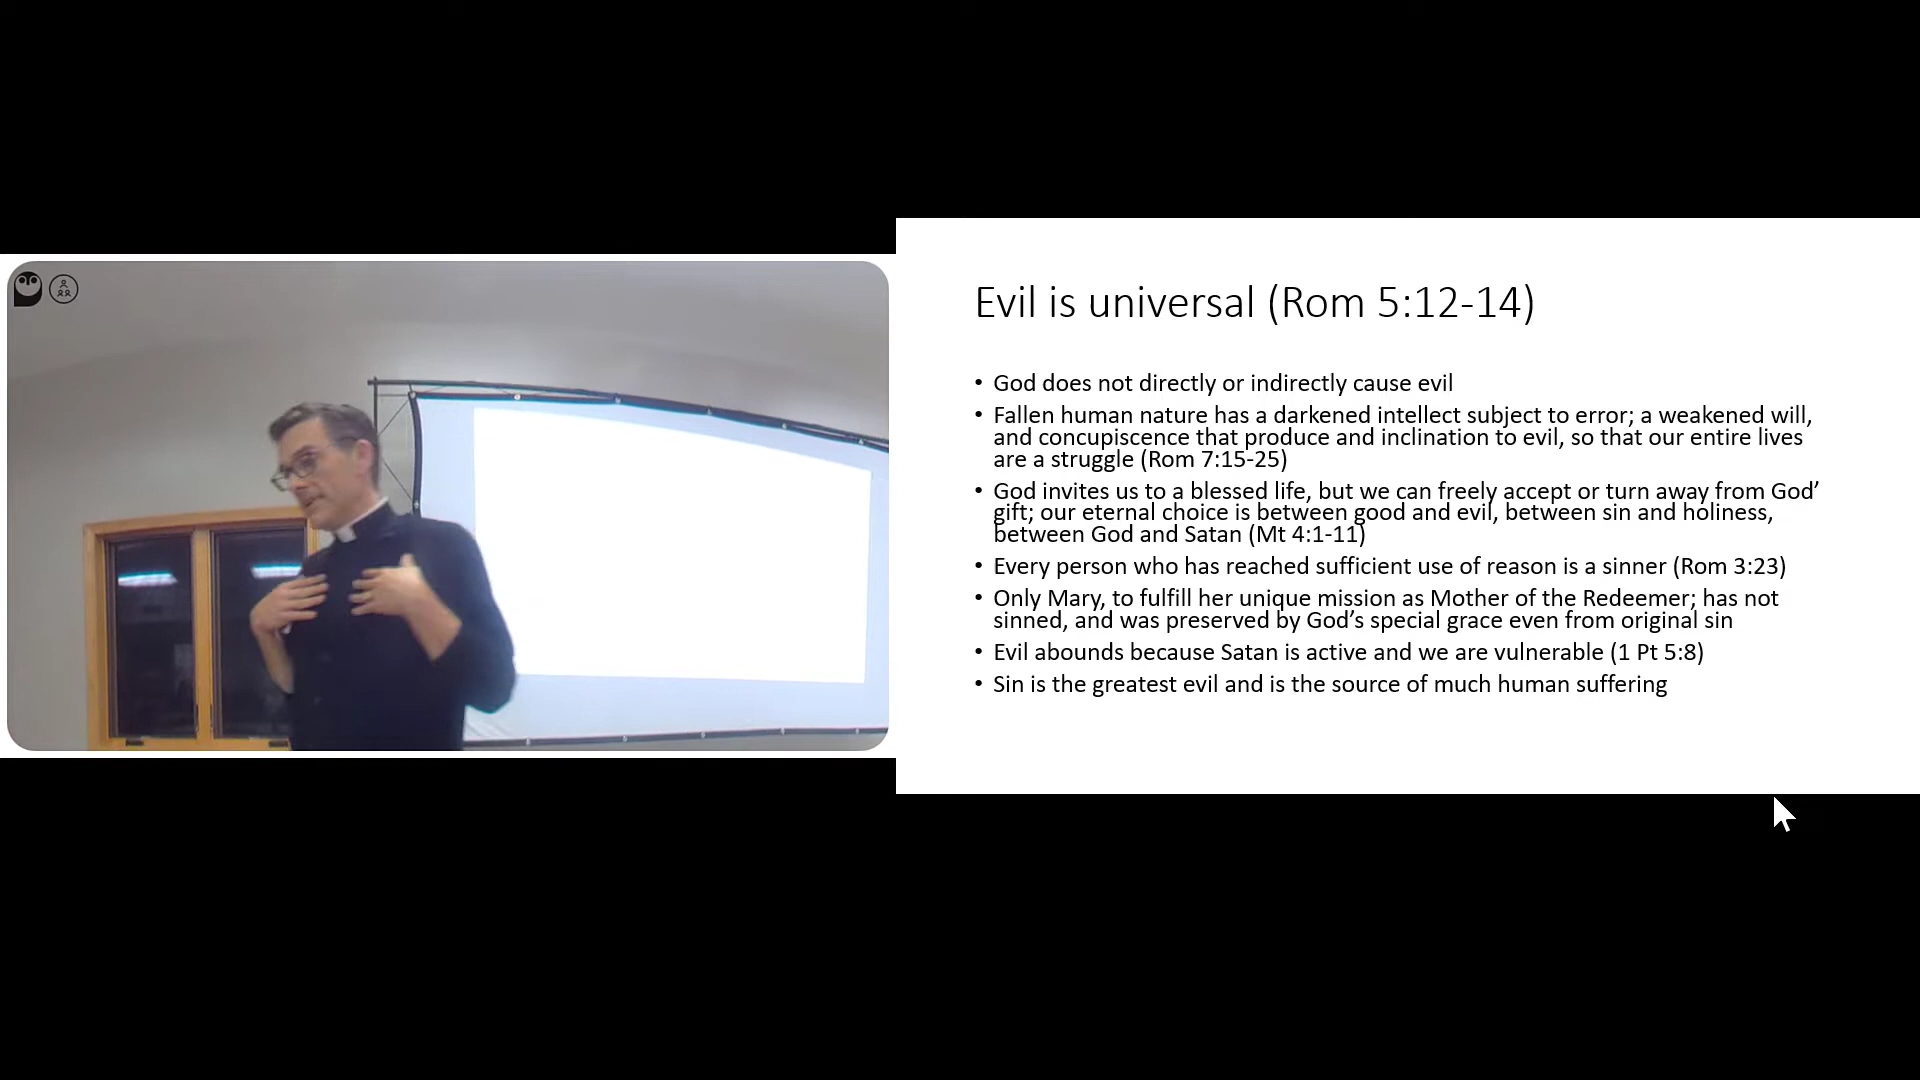 Evil is universal (Rom 5:12-14)
• God does not directly or indirectly cause evil
• Fallen human nature has a darkened intellect subject to error; a weakened will,
and concupiscence that produce and inclination to evil, so that our entire lives
are a struggle (Rom 7:15-25)
• God invites us to a blessed life, but we can freely accept or turn away from God’
gift; our eternal choice is between good and evil, between sin and holiness,
between God and Satan (Mt 4:1-11)
• Every person who has reached sufficient use of reason is a sinner (Rom 3:23)
• Only Mary, to fulfill her unique mission as Mother of the Redeemer; has not
sinned, and was preserved by God’s special grace even from original sin
• Evil abounds because Satan is active and we are vulnerable (1 Pt 5:8)
• Sin is the greatest evil and is the source of much human suffering